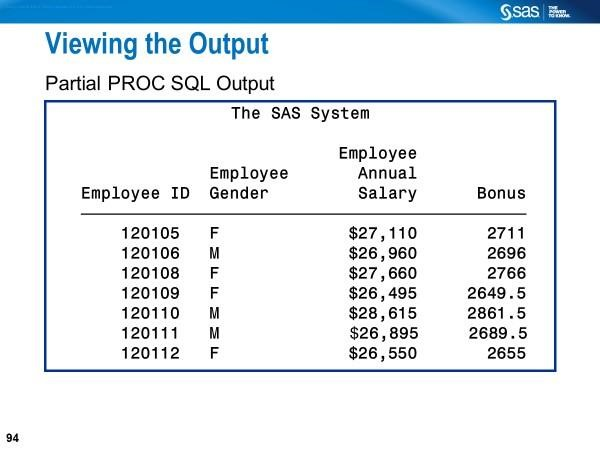 sas THE POWER TO KNOW.
Viewing the Output
Partial PROC SQL Output
The SAS System
Employee
Employee Annual
Employee ID Gender Salary Bonus
120105 F $27,110 2711
120106 M $26,960 2696
120108 F $27,660 2766
120109 F $26,495 2649.5
120110 M $28,615 2861.5
120111 M $26,895 2689.5
120112 F $26,550 2655
94